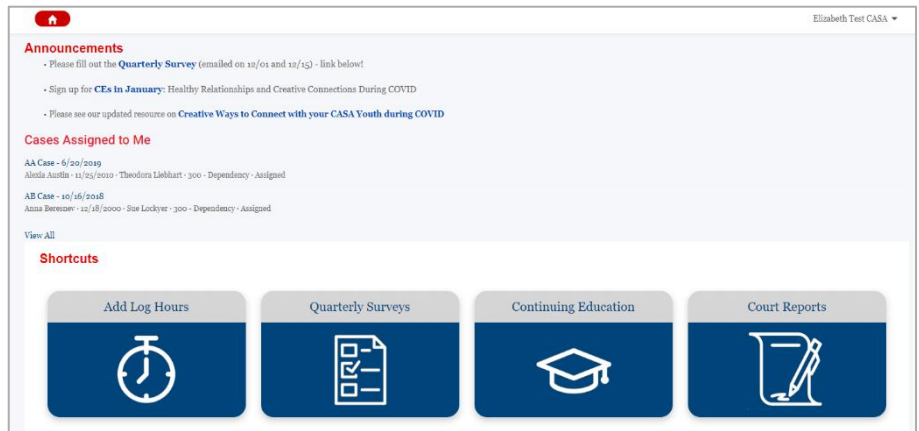 Elizabeth Test CASA
Announcements
• Please fill out the Quarterly Survey (emailed on 12/01 and 12/15) - link below!
• Sign up for CEs in January: Healthy Relationships and Creative Connections During COVID
• Please see our updated resource on Creative Ways to Connect with your CASA Youth during COVID
Cases Assigned to Me
AA Case - 6/20/2019
Alexia Austin · 11/25/2010 · Theodora Liebhart · 300 - Dependency · Assigned
AB Case - 10/16/2018
Anna Beresnev · 12/18/2000 · Sue Lockyer · 300 - Dependency · Assigned
View All
Shortcuts
Add Log Hours
Quarterly Surveys
Continuing Education
Court Reports